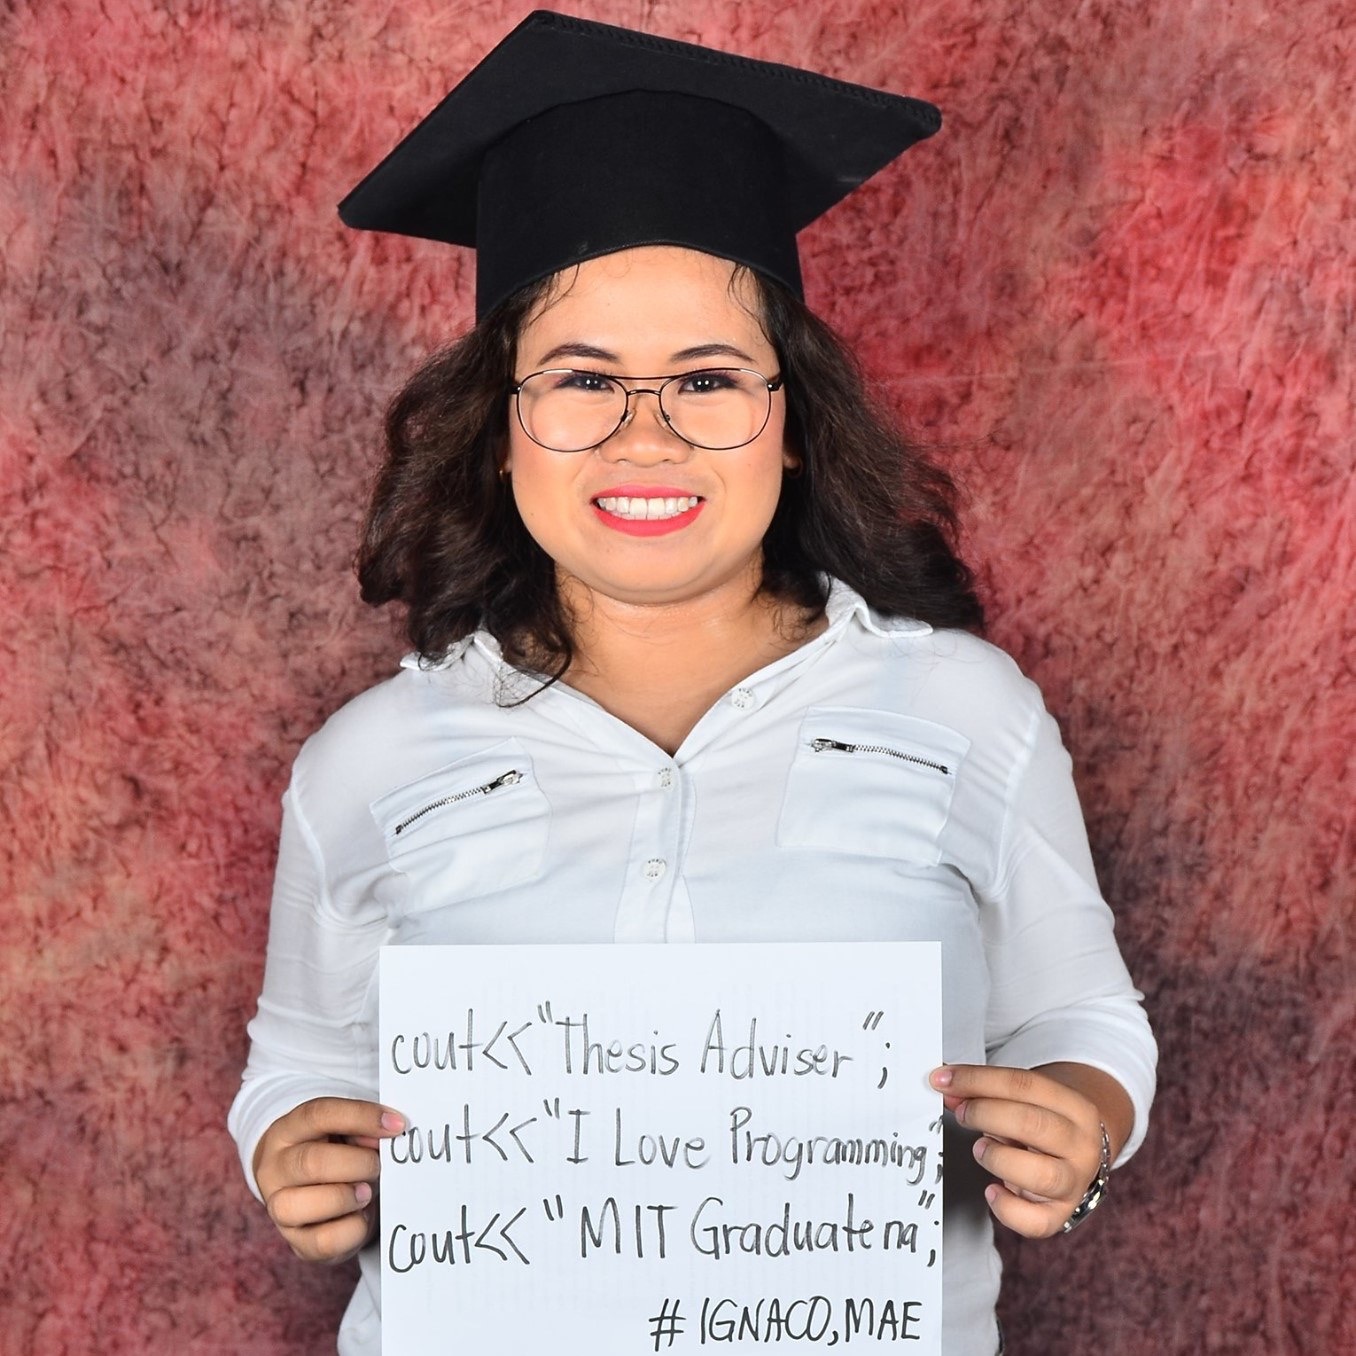 cout<<"Thesis Adviser";
cout<<"I Love Programming";
cout<<"MIT Graduate na";
# IGNACO, MAE